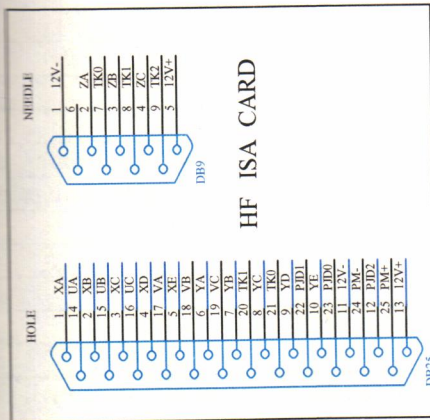 HOLE
1 XA
14 UA
2 XB
15 UB
3 XC
16 UC
4 XD
17 VA
5 XE
18 VB
6 YA
19 VC
7 YB
20 TK1
8 YC
21 TK0
9 YD
22 PJD1
10 YE
23 PJD0
11 12V-
24 PM-
12 PJD2
25 PM+
13 12V+
DB25
NEEDLE
1 12V-
6
2 ZA
7 TK0
3 ZB
8 TK1
4 ZC
9 TK2
5 12V+
DB9
HF ISA CARD